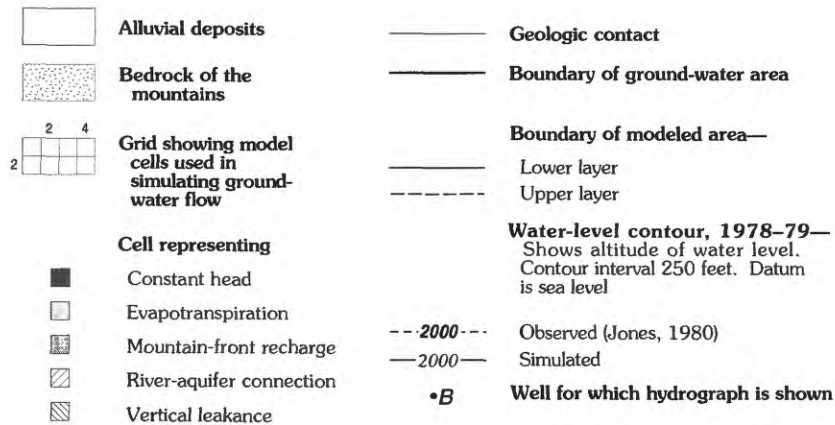 Alluvial deposits
Bedrock of the
mountains
2 4
2
Grid showing model
cells used in
simulating ground-
water flow
Cell representing
Constant head
Evapotranspiration
Mountain-front recharge
River-aquifer connection
Vertical leakance
Geologic contact
Boundary of ground-water area
Boundary of modeled area—
Lower layer
Upper layer
Water-level contour, 1978–79—
Shows altitude of water level.
Contour interval 250 feet. Datum
is sea level
2000 Observed (Jones, 1980)
2000 Simulated
•B Well for which hydrograph is shown